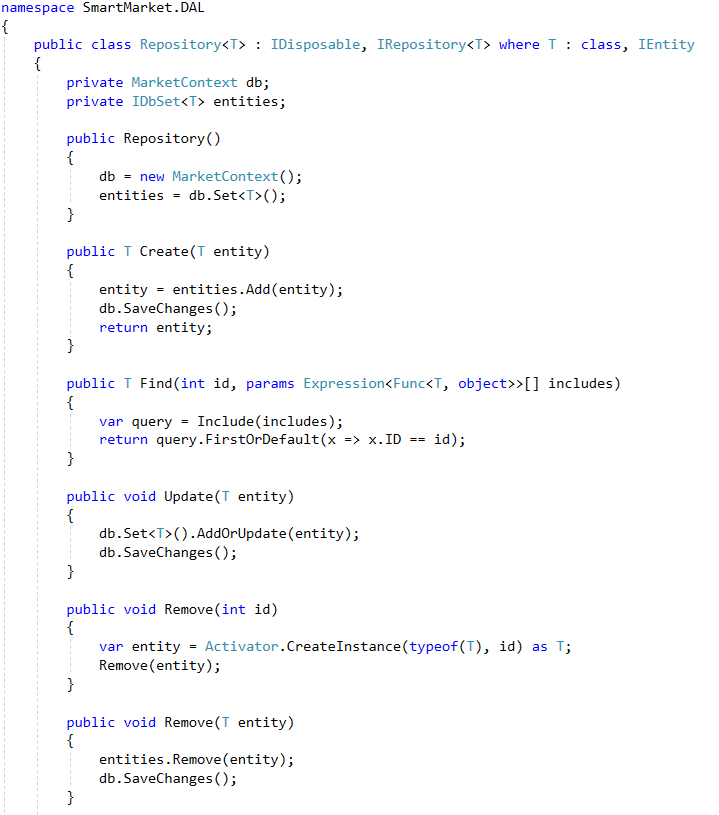 namespace SmartMarket.DAL
{
    public class Repository<T> : IDisposable, IRepository<T> where T : class, IEntity
    {
        private MarketContext db;
        private IDbSet<T> entities;

        public Repository()
        {
            db = new MarketContext();
            entities = db.Set<T>();
        }

        public T Create(T entity)
        {
            entity = entities.Add(entity);
            db.SaveChanges();
            return entity;
        }

        public T Find(int id, params Expression<Func<T, object>>[] includes)
        {
            var query = Include(includes);
            return query.FirstOrDefault(x => x.ID == id);
        }

        public void Update(T entity)
        {
            db.Set<T>().AddOrUpdate(entity);
            db.SaveChanges();
        }

        public void Remove(int id)
        {
            var entity = Activator.CreateInstance(typeof(T), id) as T;
            Remove(entity);
        }

        public void Remove(T entity)
        {
            entities.Remove(entity);
            db.SaveChanges();
        }